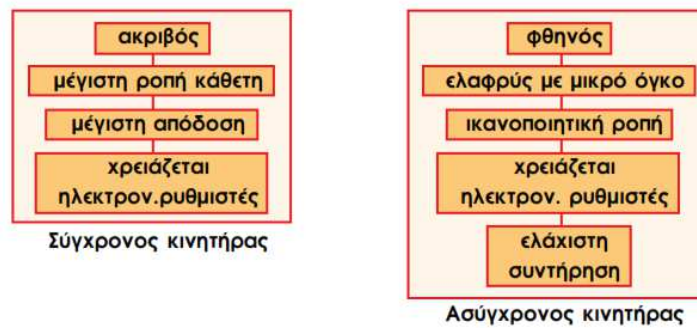 ακριβός
μέγιστη ροπή κάθετη
μέγιστη απόδοση
χρειάζεται
ηλεκτρον.ρυθμιστές
Σύγχρονος κινητήρας
φθηνός
ελαφρύς με μικρό όγκο
ικανοποιητική ροπή
χρειάζεται
ηλεκτρον. ρυθμιστές
ελάχιστη
συντήρηση
Ασύγχρονος κινητήρας